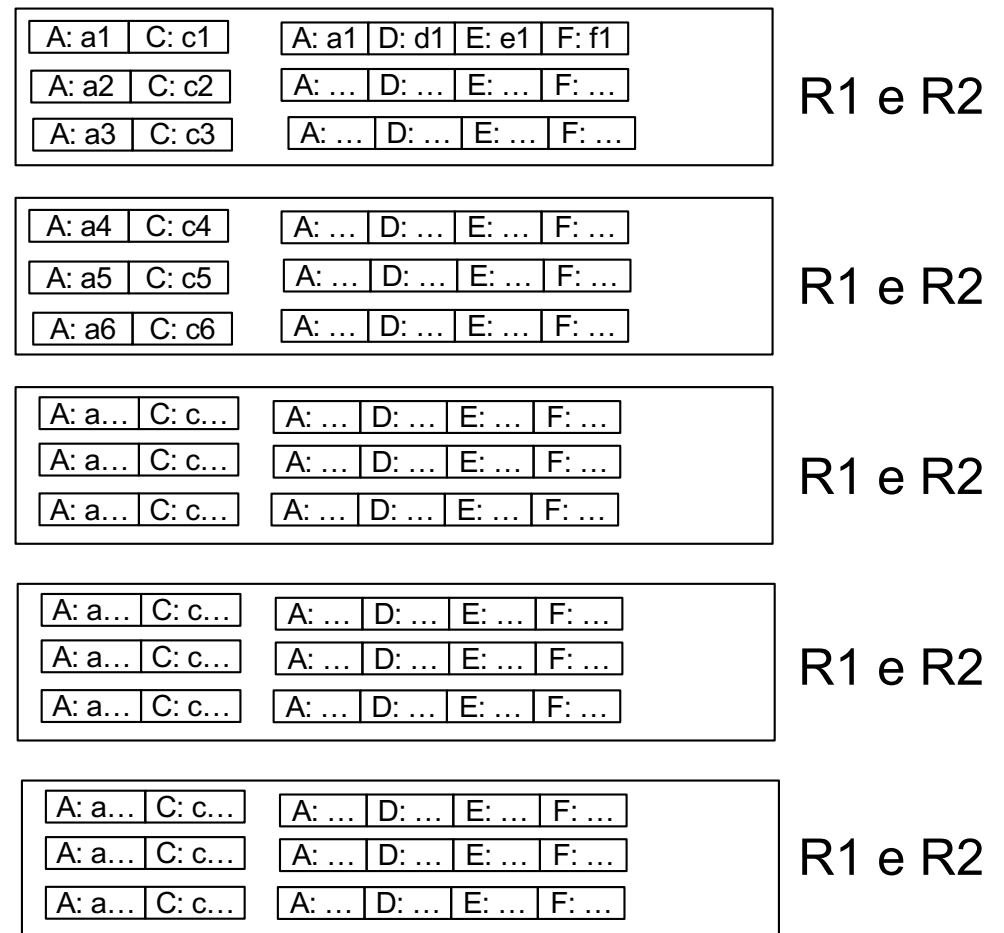 A: a1 C: c1 A: a1 D: d1 E: e1 F: f1
A: a2 C: c2 A: … D: … E: … F: …
R1 e R2
A: a3 C: c3 A: … D: … E: … F: …
A: a4 C: c4 A: … D: … E: … F: …
A: a5 C: c5 A: … D: … E: … F: …
R1 e R2
A: a6 C: c6 A: … D: … E: … F: …
A: a… C: c… A: … D: … E: … F: …
A: a… C: c… A: … D: … E: … F: …
R1 e R2
A: a… C: c… A: … D: … E: … F: …
A: a… C: c… A: … D: … E: … F: …
A: a… C: c… A: … D: … E: … F: …
R1 e R2
A: a… C: c… A: … D: … E: … F: …
A: a… C: c… A: … D: … E: … F: …
A: a… C: c… A: … D: … E: … F: …
R1 e R2
A: a… C: c… A: … D: … E: … F: …